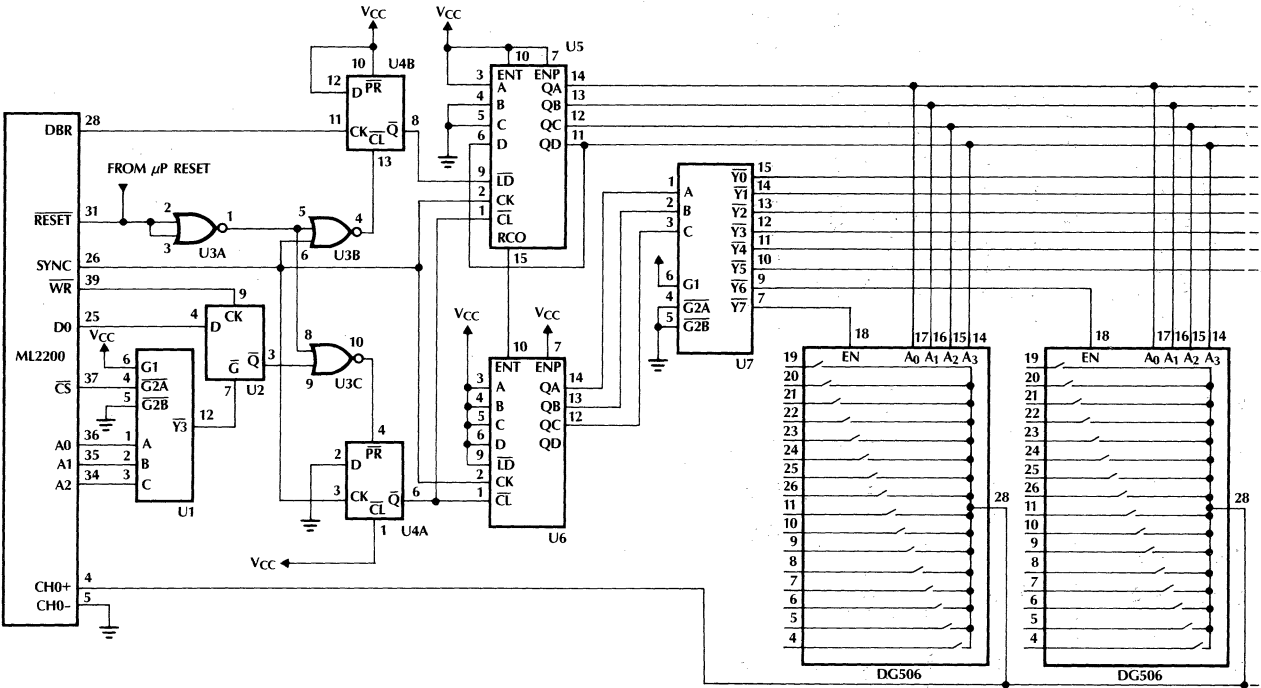 VCC
VCC
10
U4B
12
D
PR
11
CK
CL
Q
8
13
U5
10
7
3
ENT
ENP
14
A
QA
4
B
QB
13
5
C
QC
12
6
D
QD
11
9
LD
2
CK
1
CL
RCO
15
DBR
28
FROM μP RESET
RESET
31
2
3
1
U3A
5
6
4
U3B
SYNC
26
WR
39
9
CK
D0
25
4
D
G
Q
3
7
U2
8
9
10
U3C
VCC
ML2200
6
G1
CS
37
4
G2A
5
G2B
Y3
12
A0
36
1
A
A1
35
2
B
A2
34
3
C
U1
4
PR
2
D
3
CK
CL
Q
6
1
U4A
VCC
CH0+
4
CH0-
5
VCC
VCC
10
7
ENT
ENP
3
A
QA
14
4
B
QB
13
5
C
QC
12
6
D
QD
9
LD
2
CK
1
CL
U6
1
A
2
B
3
C
Y0
15
Y1
14
Y2
13
Y3
12
Y4
11
Y5
10
6
G1
Y6
9
4
G2A
Y7
7
5
G2B
U7
18
17
16
15
14
EN
A0
A1
A2
A3
19
20
21
22
23
24
25
26
11
10
9
8
7
6
5
4
28
DG506
18
17
16
15
14
EN
A0
A1
A2
A3
19
20
21
22
23
24
25
26
11
10
9
8
7
6
5
4
28
DG506